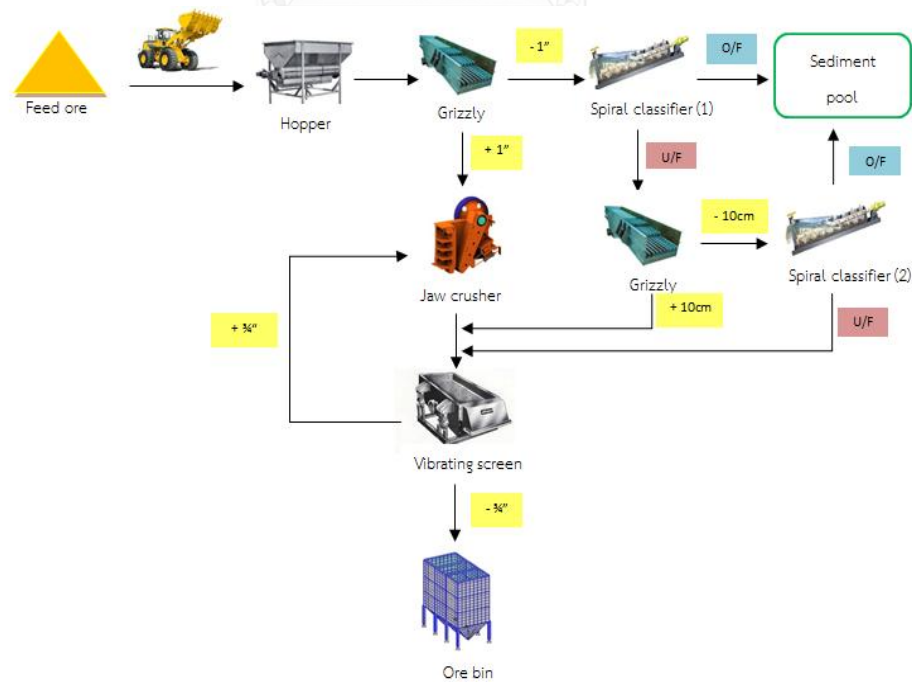 - 1”
O/F
Sediment
pool
Feed ore
Hopper
Grizzly
Spiral classifier (1)
+ 1”
U/F
O/F
- 10cm
Jaw crusher
Grizzly
Spiral classifier (2)
+ ¾”
+ 10cm
U/F
Vibrating screen
- ¾”
Ore bin